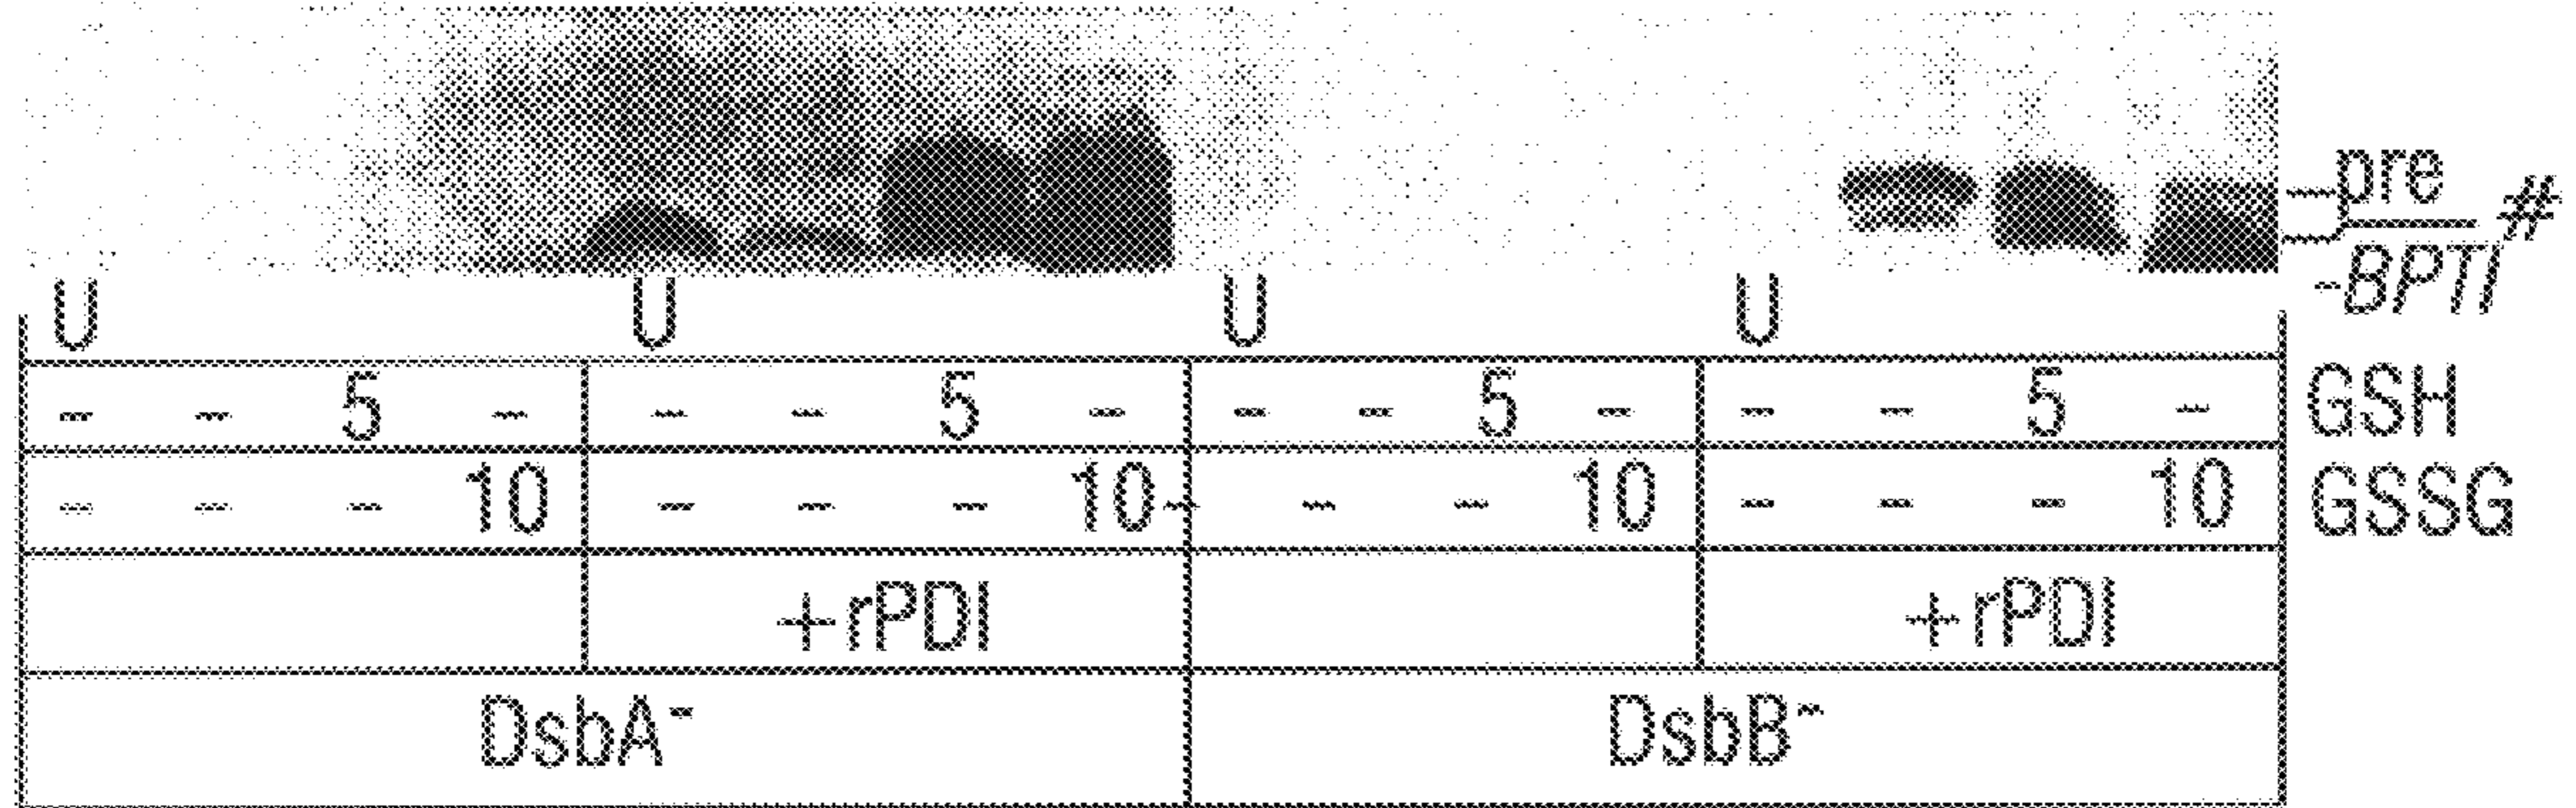 pre #
-BPTI
U U U U
- - 5 - - - 5 - - - 5 - - - 5 - GSH
- - - 10 - - - 10 - - - 10 - - - 10 GSSG
+rPDI +rPDI
DsbA⁻ DsbB⁻